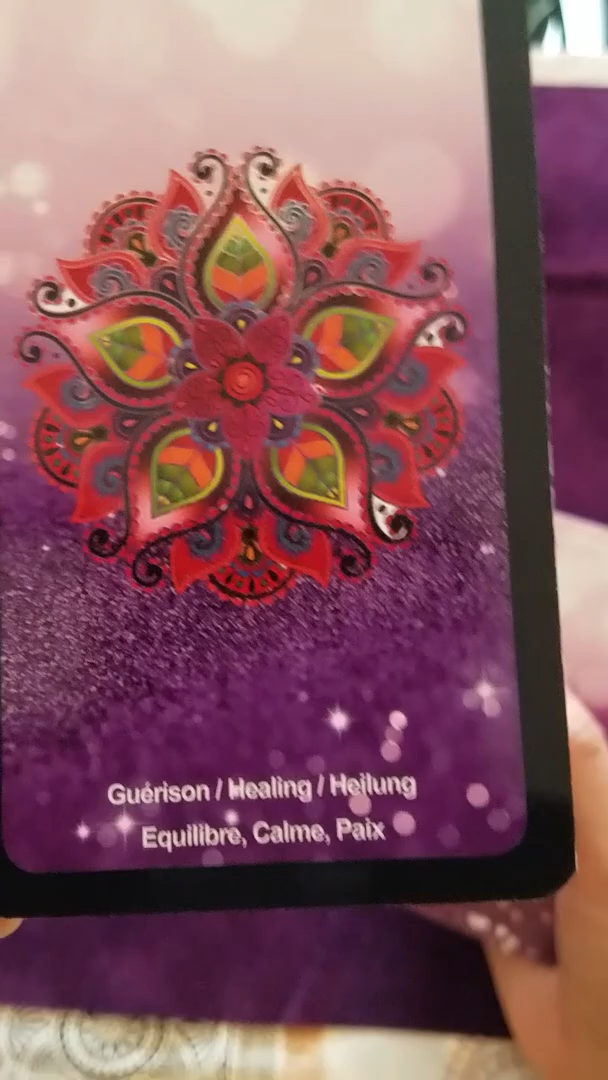 Guérison / Healing / Heilung
Equilibre, Calme, Paix